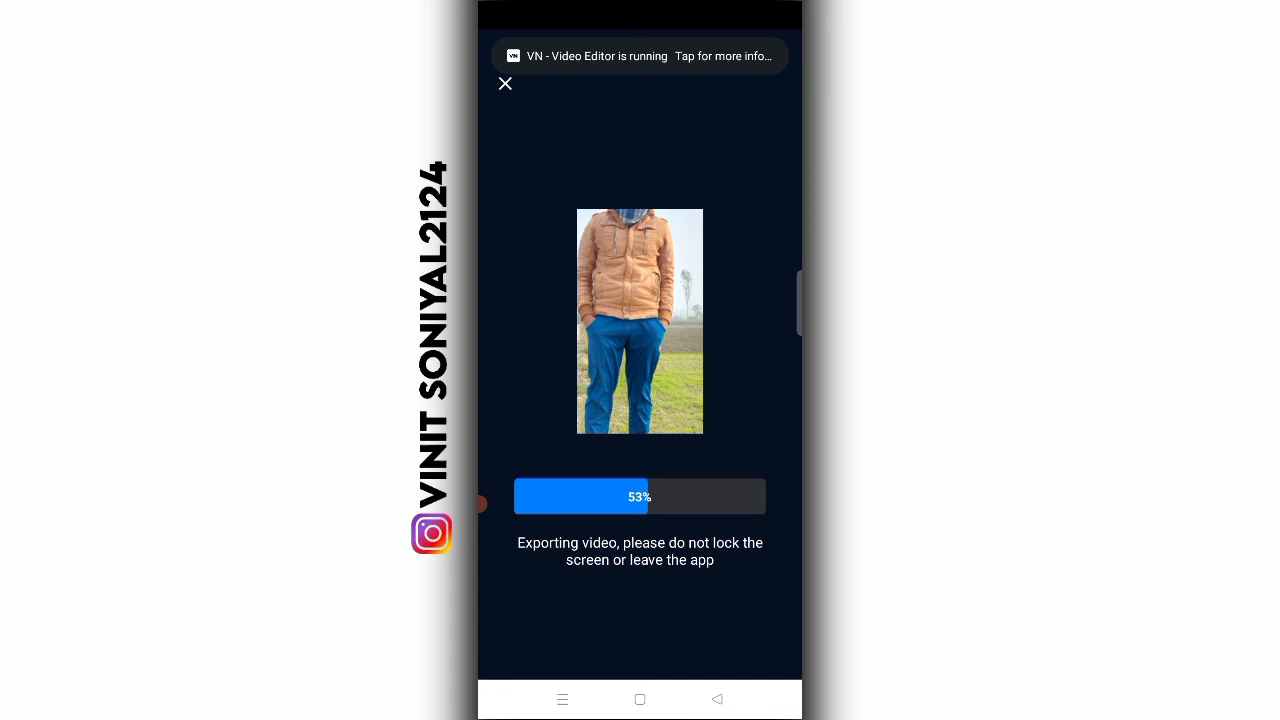 VN
VN - Video Editor is running Tap for more info...
VINIT SONIYAL2124
53%
Exporting video, please do not lock the
screen or leave the app